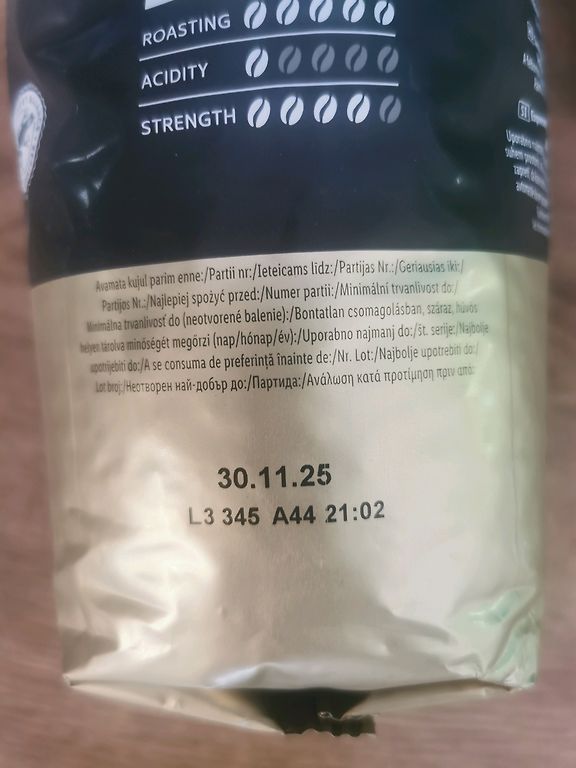 ROASTING
ACIDITY
STRENGTH
Avamata kujul parim enne:/Partii nr:/Ieteicams līdz:/Partijas Nr.:/Geriausias iki:/
Partijos Nr.:/Najlepiej spożyć przed:/Numer partii:/Minimální trvanlivost do:/
Minimálna trvanlivosť do (neotvorené balenie):/Bontatlan csomagolásban, száraz, hűvös
helyen tárolva minőségét megőrzi (nap/hónap/év):/Uporabno najmanj do:/št. serije:/Najbolje
upotrijebiti do:/A se consuma de preferință înainte de:/Nr. Lot:/Najbolje upotrebiti do:/
Lot broj:/Неотворен най-добър до:/Партида:/Ανάλωση κατά προτίμηση πριν απο:
30.11.25
L3 345 A44 21:02